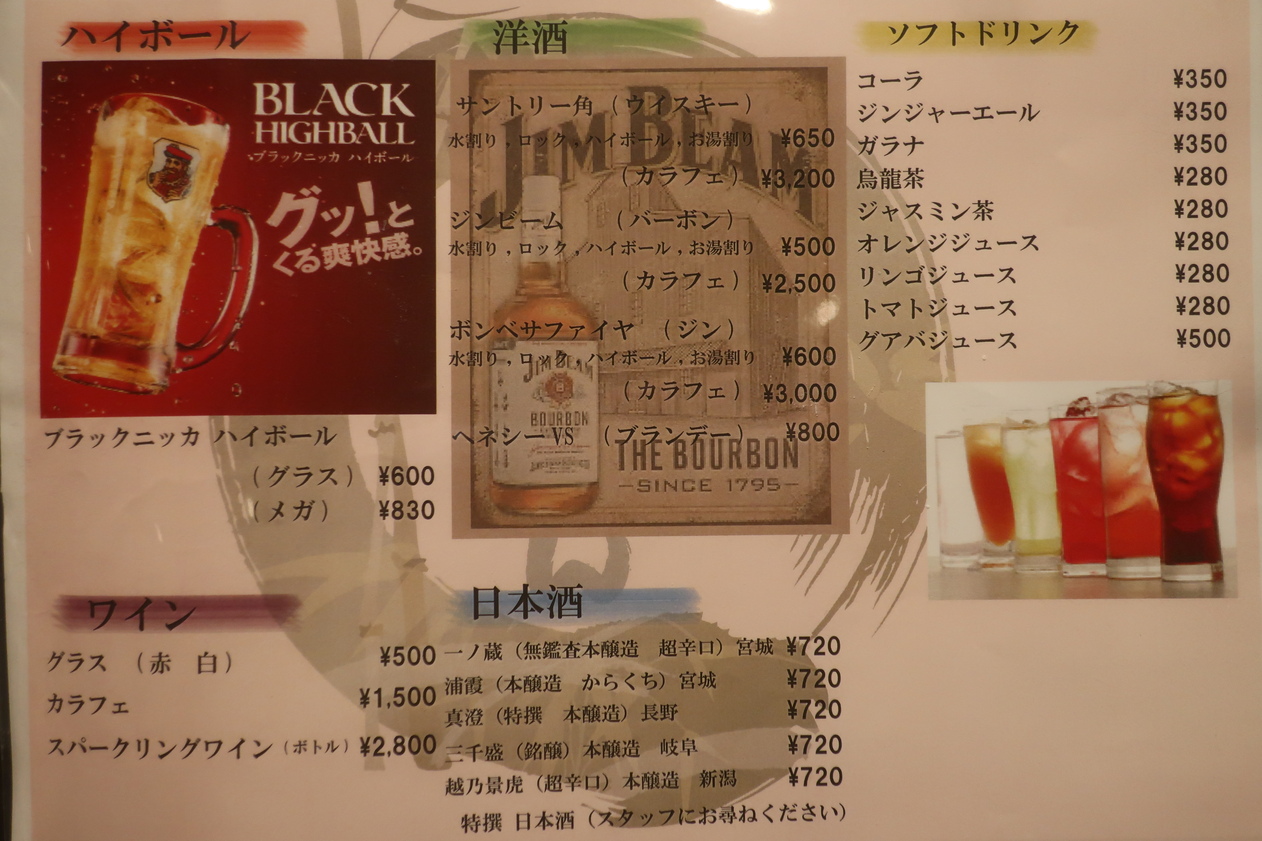 ハイボール
BLACK
HIGHBALL
ブラックニッカ ハイボール
グッ!と
くる爽快感。
ブラックニッカ ハイボール
（グラス） ¥600
（メガ） ¥830
ワイン
グラス （赤 白） ¥500
カラフェ ¥1,500
スパークリングワイン（ボトル） ¥2,800
洋酒
JIM BEAM
サントリー角（ウイスキー）
水割り , ロック , ハイボール , お湯割り ¥650
（カラフェ） ¥3,200
ジンビーム （バーボン）
水割り , ロック , ハイボール , お湯割り ¥500
（カラフェ） ¥2,500
ボンベサファイヤ （ジン）
水割り , ロック , ハイボール , お湯割り ¥600
（カラフェ） ¥3,000
ヘネシーVS （ブランデー） ¥800
JIM BEAM
BOURBON
THE BOURBON
SINCE 1795
日本酒
一ノ蔵（無鑑査本醸造 超辛口）宮城 ¥720
浦霞（本醸造 からくち）宮城 ¥720
真澄（特撰 本醸造）長野 ¥720
三千盛（銘醸）本醸造 岐阜 ¥720
越乃景虎（超辛口）本醸造 新潟 ¥720
特撰 日本酒（スタッフにお尋ねください）
ソフトドリンク
コーラ ¥350
ジンジャーエール ¥350
ガラナ ¥350
烏龍茶 ¥280
ジャスミン茶 ¥280
オレンジジュース ¥280
リンゴジュース ¥280
トマトジュース ¥280
グアバジュース ¥500